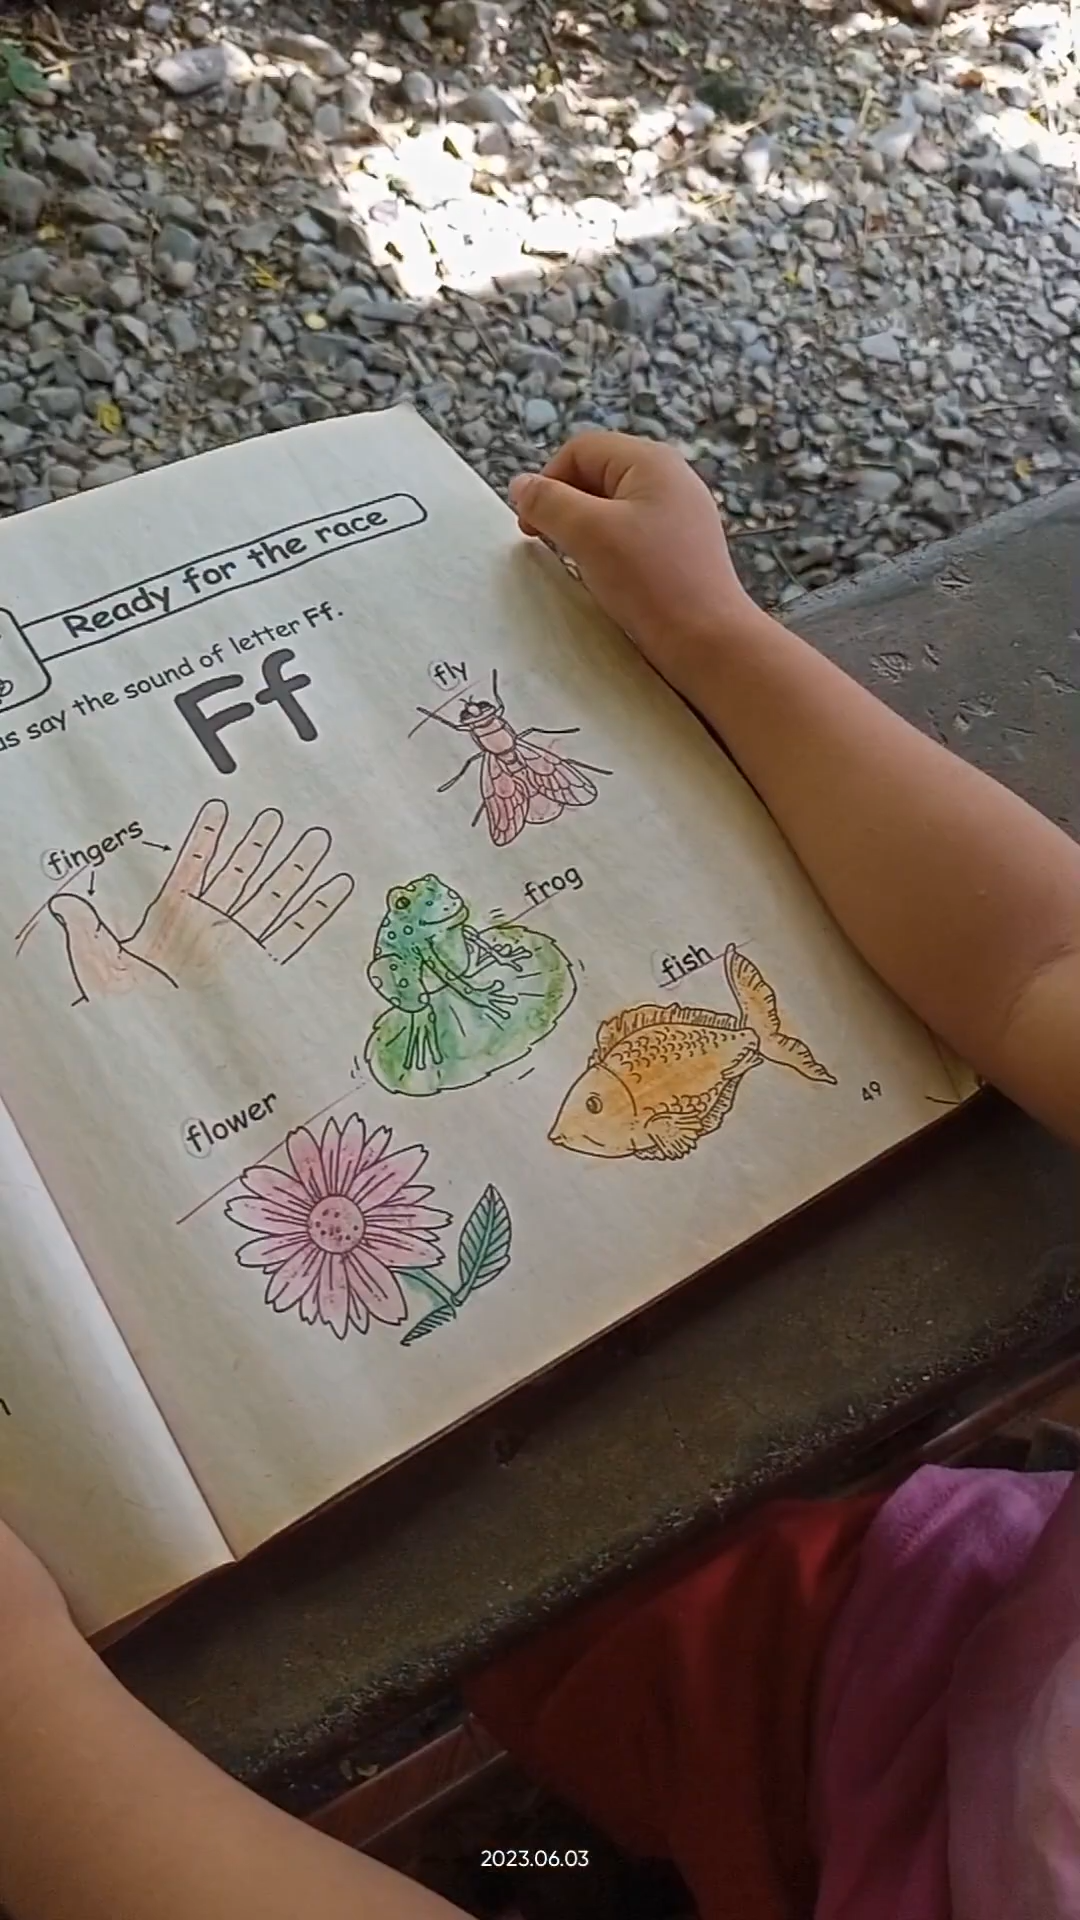 Ready for the race
say the sound of letter Ff.
Ff
fly
fingers
frog
fish
flower
49
2023.06.03